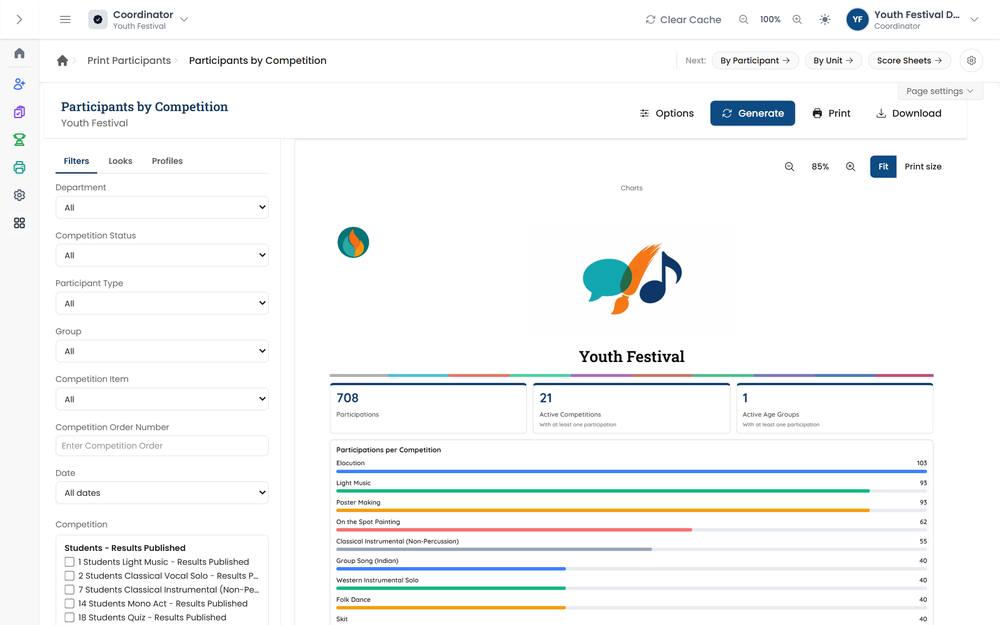 Coordinator
Youth Festival
Clear Cache
100%
YF
Youth Festival D...
Coordinator
Print Participants
Participants by Competition
Next:
By Participant →
By Unit →
Score Sheets →
Page settings
Participants by Competition
Youth Festival
Options
Generate
Print
Download
Filters
Looks
Profiles
85%
Fit
Print size
Department
All
Competition Status
All
Participant Type
All
Group
All
Competition Item
All
Competition Order Number
Enter Competition Order
Date
All dates
Competition
Students - Results Published
1 Students Light Music - Results Published
2 Students Classical Vocal Solo - Results P...
7 Students Classical Instrumental (Non-Pe...
14 Students Mono Act - Results Published
18 Students Quiz - Results Published
Charts
Youth Festival
708
Participations
21
Active Competitions
With at least one participation
1
Active Age Groups
With at least one participation
Participations per Competition
Elocution 103
Light Music 93
Poster Making 93
On the Spot Painting 62
Classical Instrumental (Non-Percussion) 55
Group Song (Indian) 40
Western Instrumental Solo 40
Folk Dance 40
Skit 40